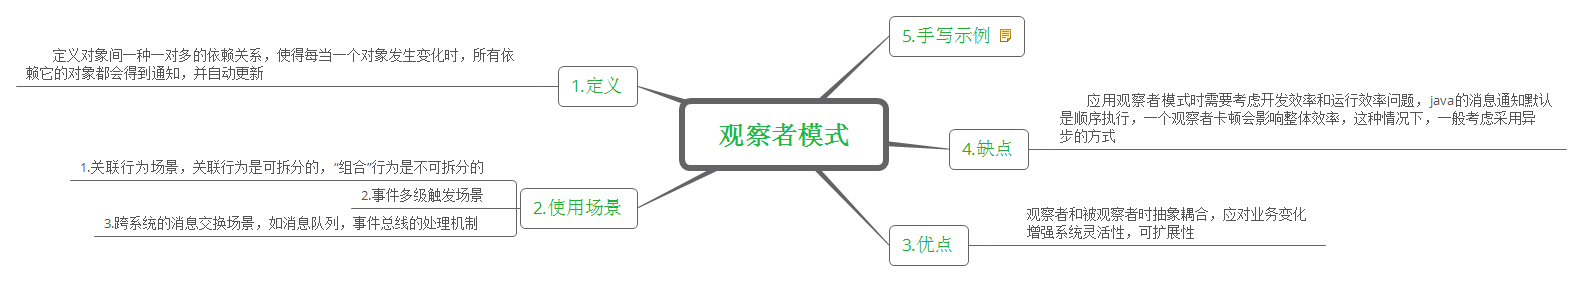 观察者模式
1.定义
定义对象间一种一对多的依赖关系，使得每当一个对象发生变化时，所有依
赖它的对象都会得到通知，并自动更新
2.使用场景
1.关联行为场景，关联行为是可拆分的，“组合”行为是不可拆分的
2.事件多级触发场景
3.跨系统的消息交换场景，如消息队列，事件总线的处理机制
3.优点
观察者和被观察者时抽象耦合，应对业务变化
增强系统灵活性，可扩展性
4.缺点
应用观察者模式时需要考虑开发效率和运行效率问题，java的消息通知默认
是顺序执行，一个观察者卡顿会影响整体效率，这种情况下，一般考虑采用异
步的方式
5.手写示例